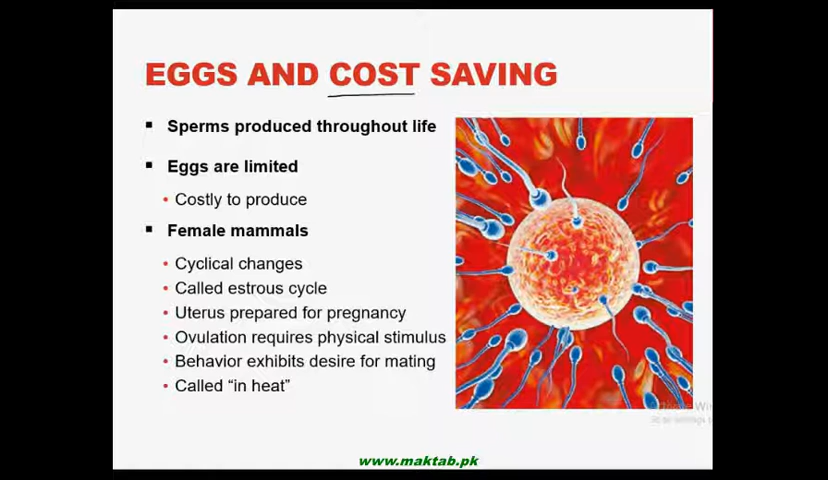 EGGS AND COST SAVING
Sperms produced throughout life
Eggs are limited
Costly to produce
Female mammals
Cyclical changes
Called estrous cycle
Uterus prepared for pregnancy
Ovulation requires physical stimulus
Behavior exhibits desire for mating
Called “in heat”
www.maktab.pk